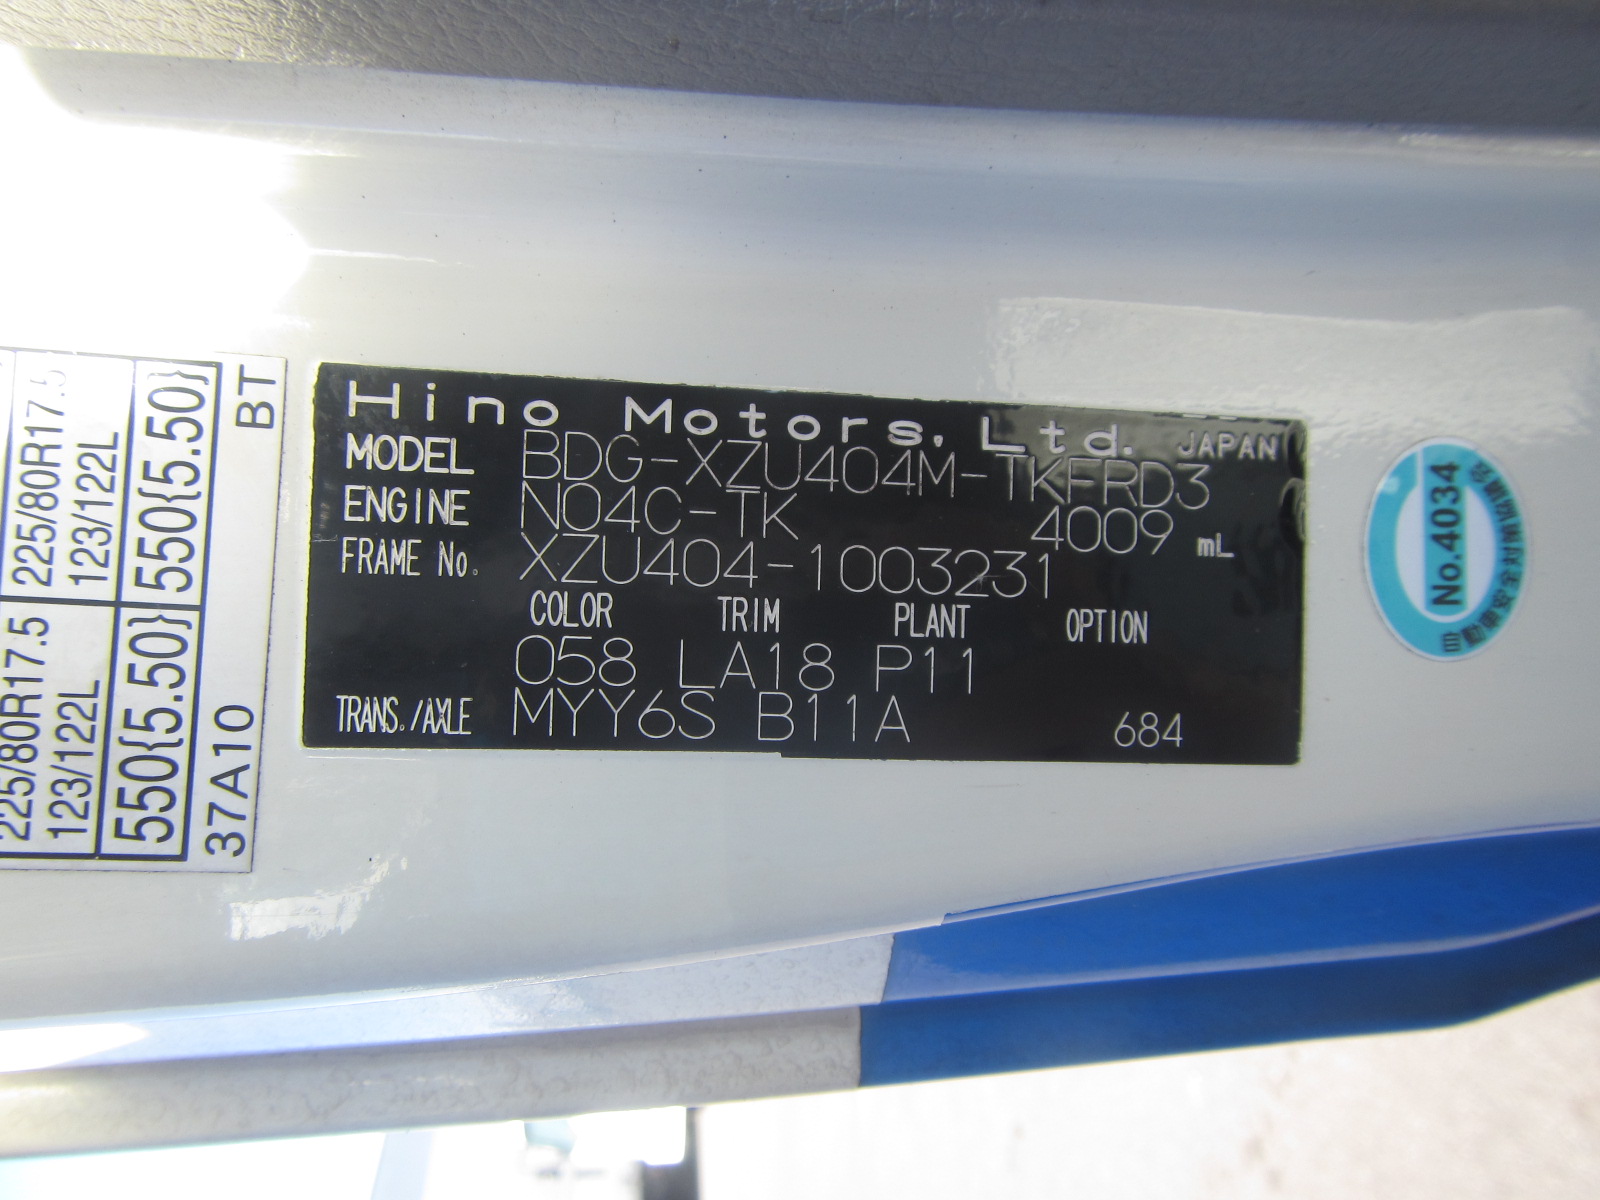 Hino Motors, Ltd. JAPAN
MODEL BDG-XZU404M-TKFRD3
ENGINE N04C-TK 4009 mL
FRAME No. XZU404-1003231
COLOR TRIM PLANT OPTION
058 LA18 P11
TRANS./AXLE MYY6S B11A 684
225/80R17.5 225/80R17.5
123/122L 123/122L
550{5.50} 550{5.50}
37A10 BT
No.4034